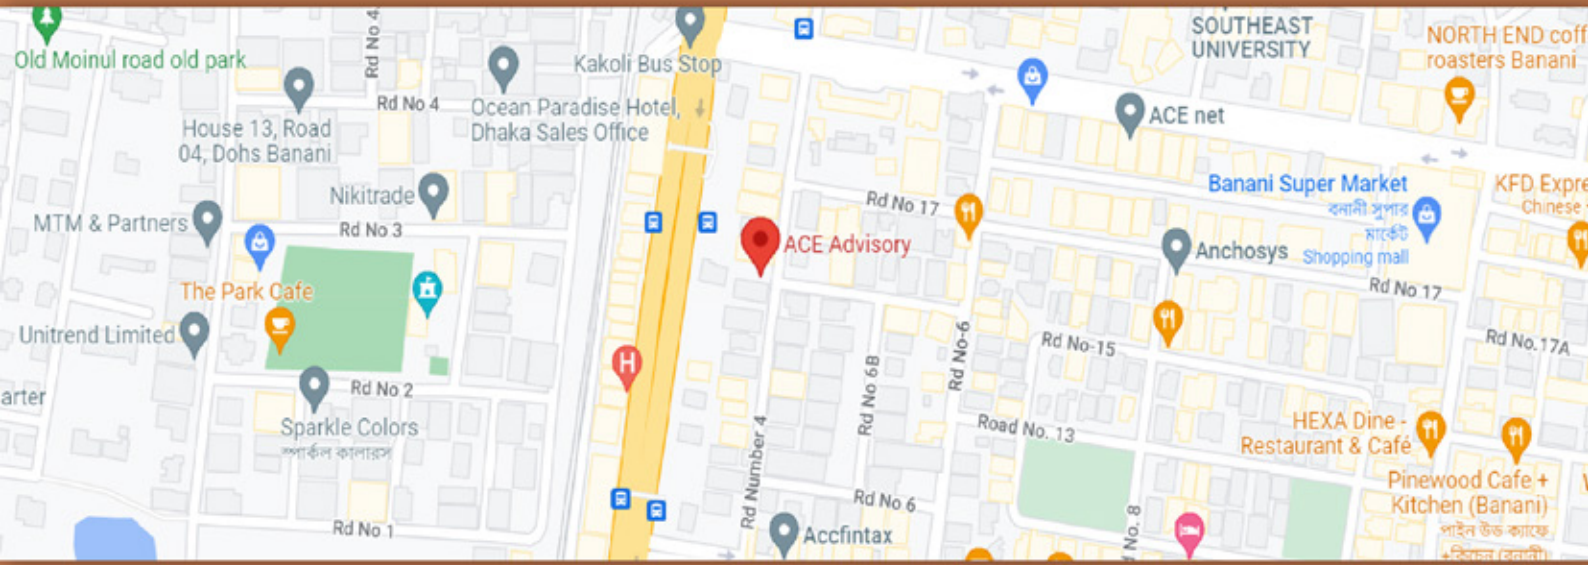 Old Moinul road old park
Rd No 4
House 13, Road
04, Dohs Banani
Rd No 4
Ocean Paradise Hotel,
Dhaka Sales Office
Kakoli Bus Stop
SOUTHEAST
UNIVERSITY
NORTH END coff
roasters Banani
ACE net
Nikitrade
MTM & Partners
Rd No 3
Rd No 17
ACE Advisory
Banani Super Market
বনানী সুপার
মার্কেট
Shopping mall
KFD Expre
Chinese
Anchosys
Rd No 17
The Park Cafe
Unitrend Limited
Rd No-6
Rd No-15
Rd No.17A
arter
Rd No 2
Sparkle Colors
স্পার্কল কালারস
H
Rd No 6B
Rd Number 4
Road No. 13
HEXA Dine -
Restaurant & Café
Pinewood Cafe +
Kitchen (Banani)
পাইন উড ক্যাফে
Rd No 6
Rd No 1
Accfintax
d No. 8